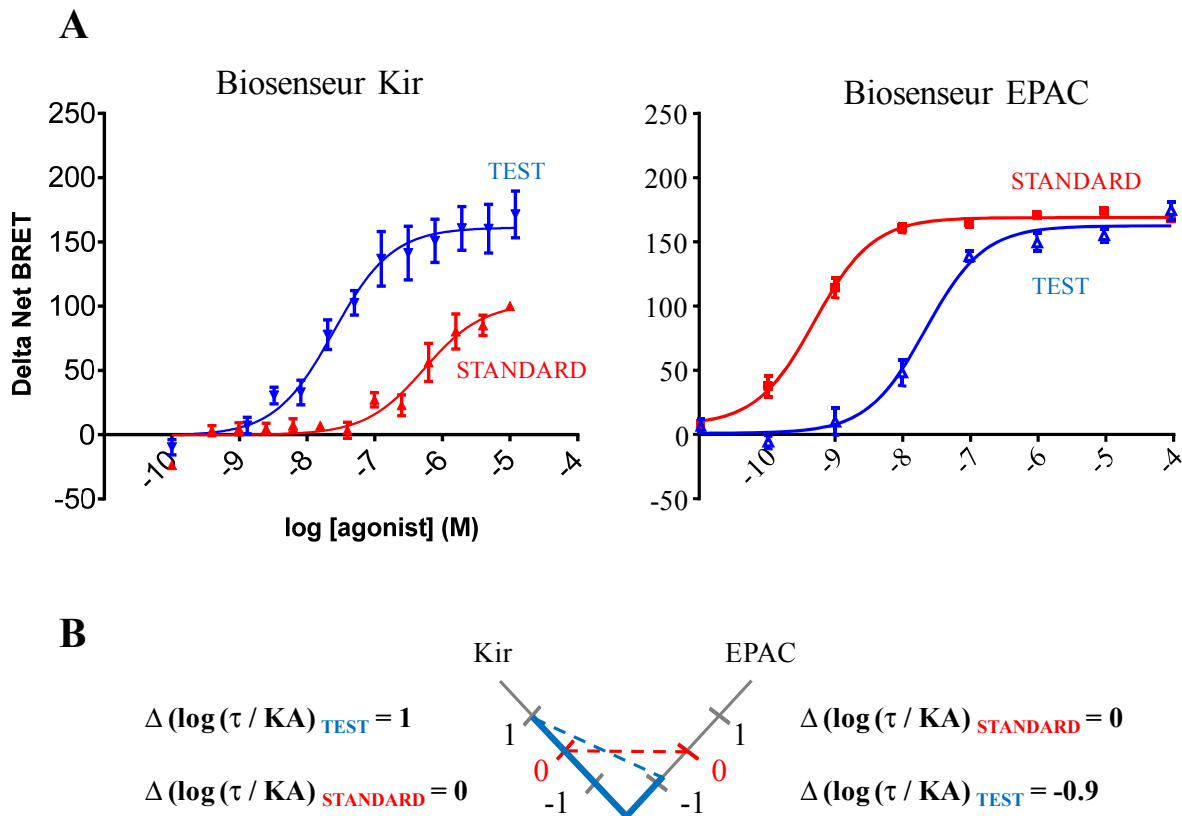 A
Biosenseur Kir
Biosenseur EPAC
Delta Net BRET
250
200
150
100
50
0
-50
-10
-9
-8
-7
-6
-5
-4
TEST
STANDARD
log [agonist] (M)
250
200
150
100
50
0
-50
-10
-9
-8
-7
-6
-5
-4
STANDARD
TEST
B
Kir
EPAC
Δ (log (τ / KA) TEST = 1
Δ (log (τ / KA) STANDARD = 0
1
0
-1
1
0
-1
Δ (log (τ / KA) STANDARD = 0
Δ (log (τ / KA) TEST = -0.9